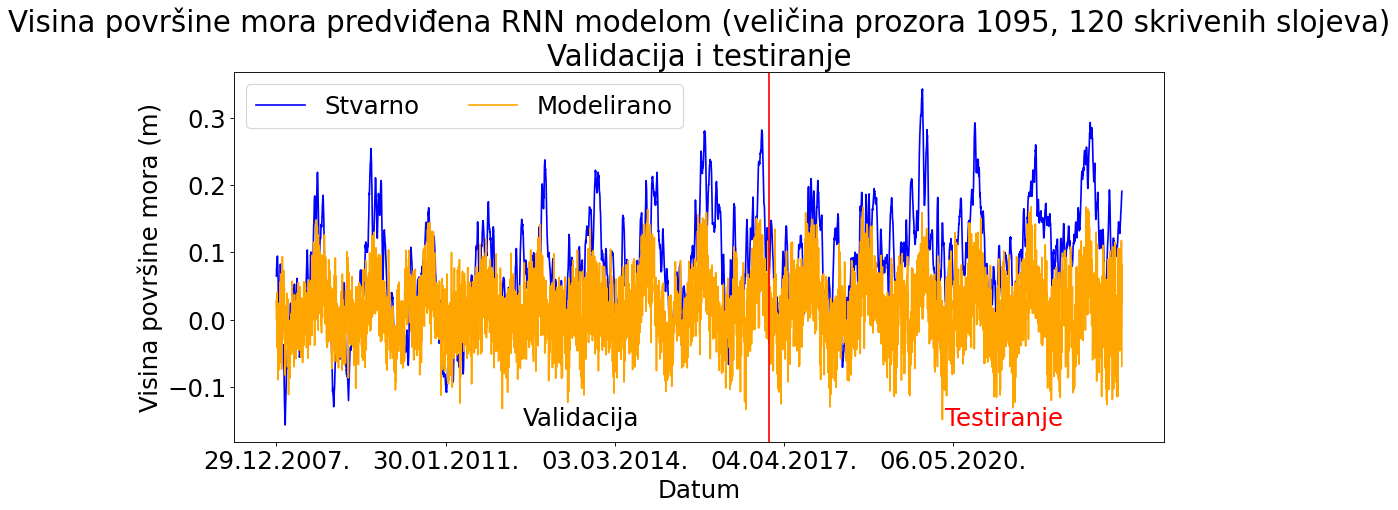 Visina površine mora predviđena RNN modelom (veličina prozora 1095, 120 skrivenih slojeva)
Validacija i testiranje
Stvarno
Modelirano
Visina površine mora (m)
0.3
0.2
0.1
0.0
−0.1
Validacija
Testiranje
29.12.2007.
30.01.2011.
03.03.2014.
04.04.2017.
06.05.2020.
Datum